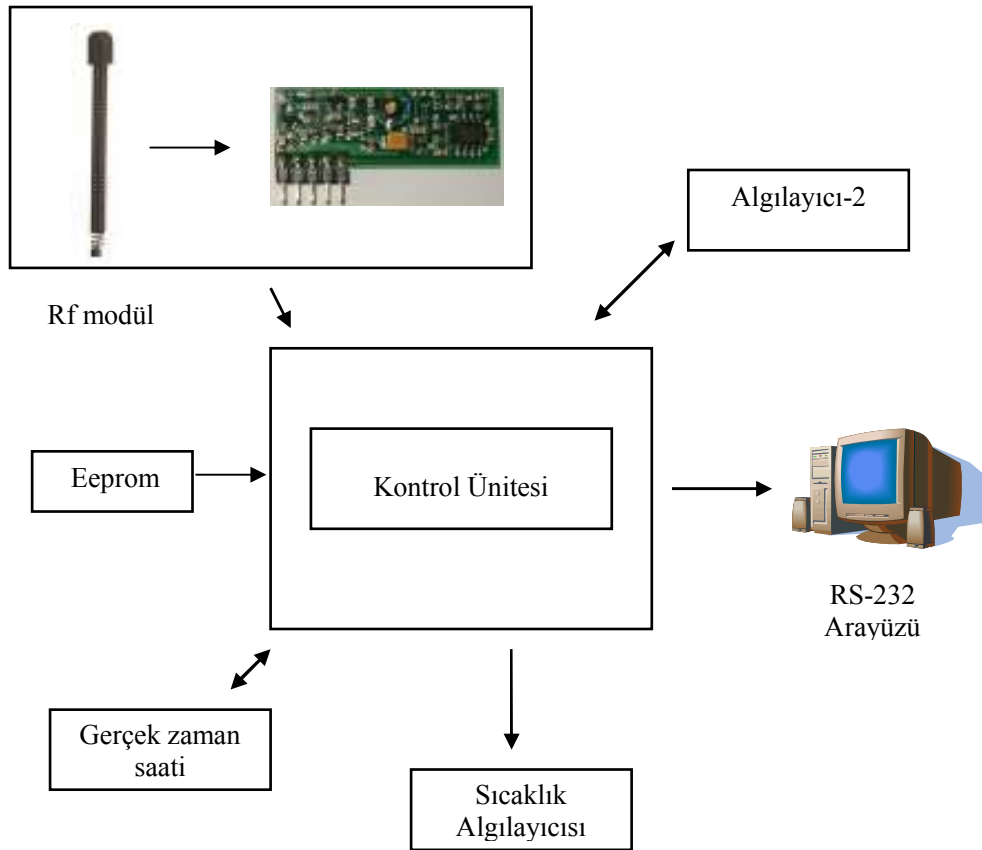 Algılayıcı-2
Rf modül
Eeprom
Kontrol Ünitesi
RS-232
Arayüzü
Gerçek zaman
saati
Sıcaklık
Algılayıcısı